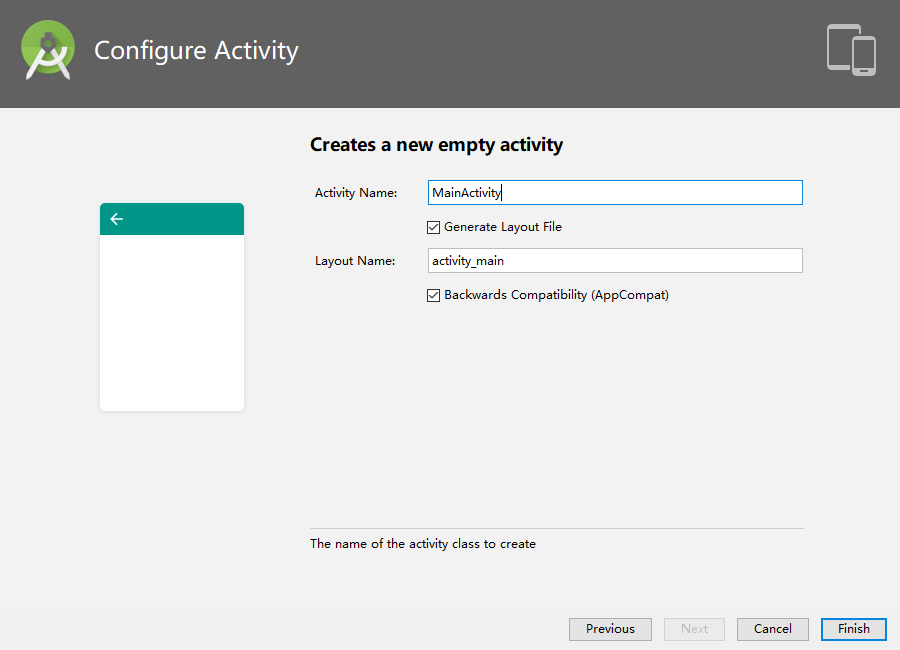 Configure Activity
Creates a new empty activity
Activity Name: MainActivity
Generate Layout File
Layout Name: activity_main
Backwards Compatibility (AppCompat)
The name of the activity class to create
Previous Next Cancel Finish